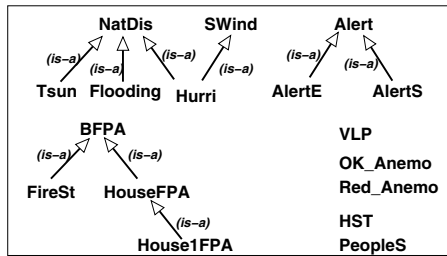 NatDis SWind Alert
(is-a) (is-a) (is-a) (is-a) (is-a) (is-a)
Tsun Flooding Hurri AlertE AlertS
BFPA VLP
(is-a) (is-a) OK_Anemo
FireSt HouseFPA Red_Anemo
(is-a) HST
House1FPA PeopleS